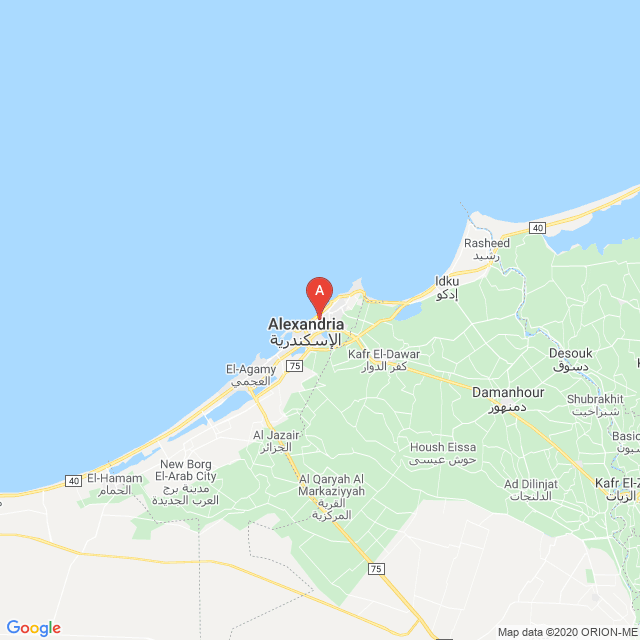 40
Rasheed
رشيد
Idku
إدكو
A
Alexandria
الإسكندرية
Kafr El-Dawar
كفر الدوار
75
El-Agamy
العجمي
Desouk
دسوق
Damanhour
دمنهور
Shubrakhit
شبراخيت
Al Jazair
الجزائر
Housh Eissa
حوش عيسى
Basio
New Borg
El-Arab City
مدينة برج
العرب الجديدة
40
El-Hamam
الحمام
Al Qaryah Al
Markaziyyah
القرية
المركزية
Ad Dilinjat
الدلنجات
Kafr El-Z
75
Google
Map data ©2020 ORION-ME